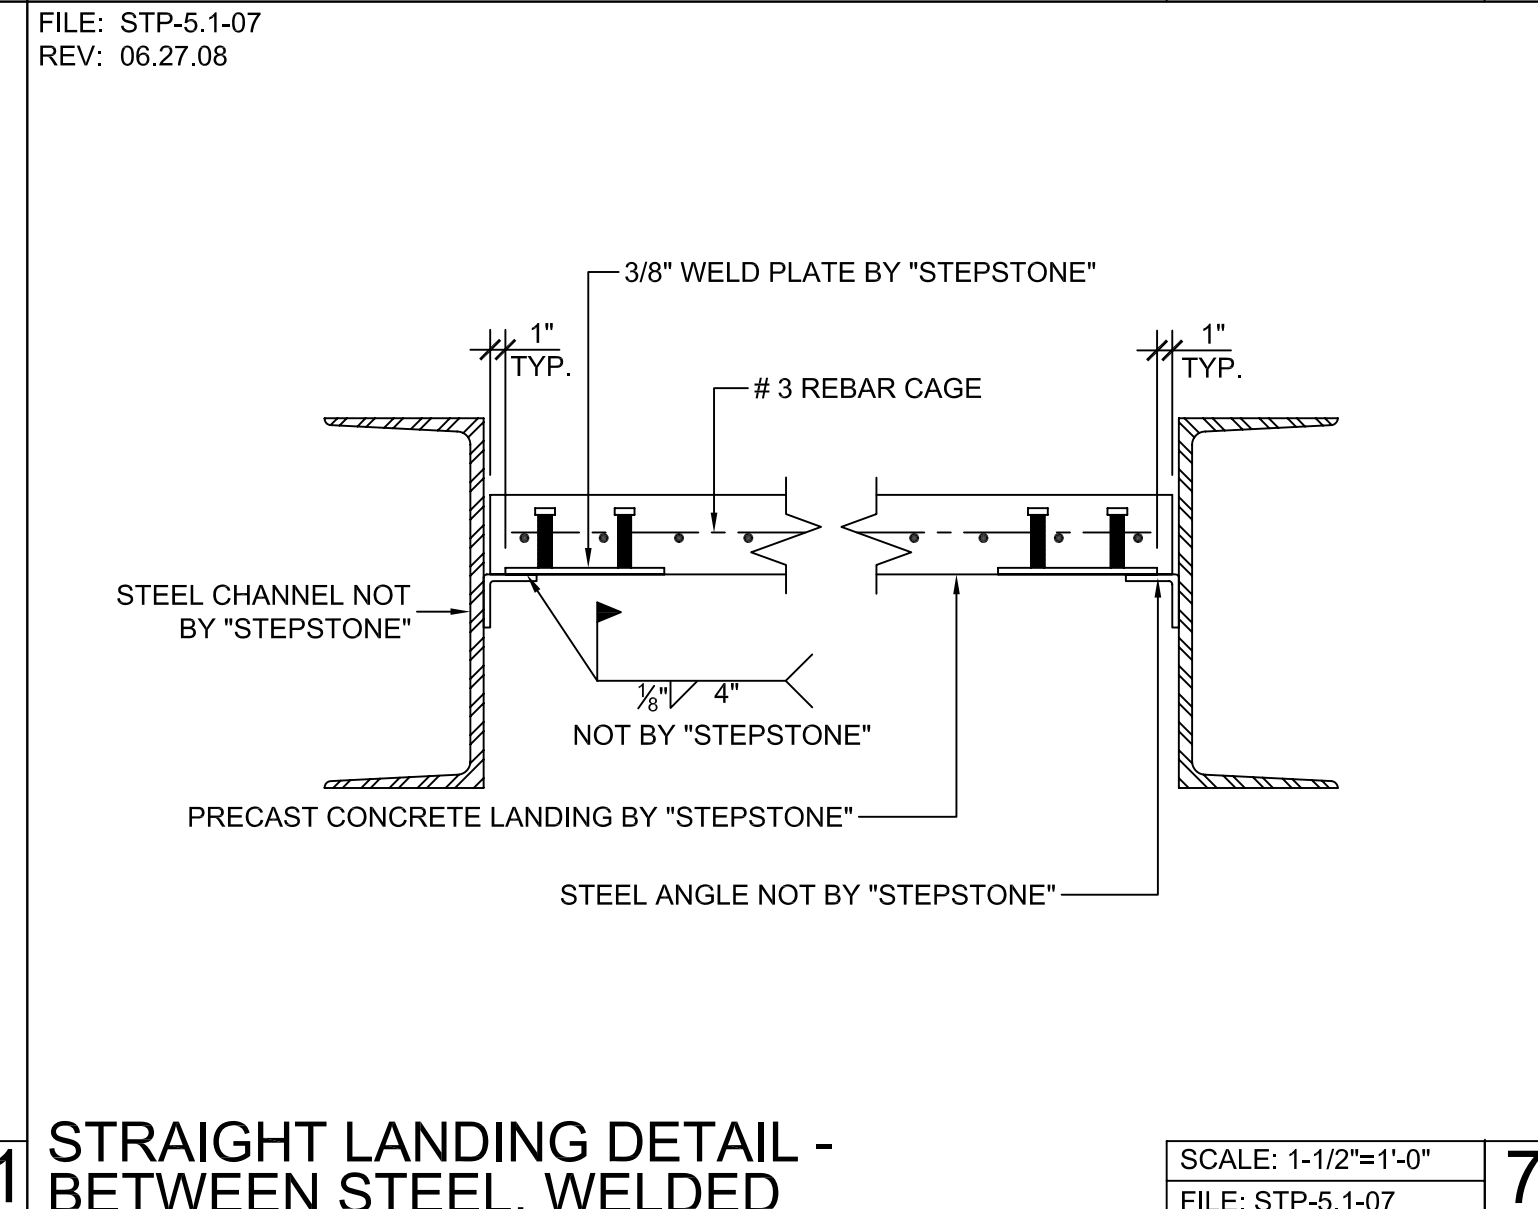 FILE: STP-5.1-07
REV: 06.27.08
3/8" WELD PLATE BY "STEPSTONE"
1"
TYP.
1"
TYP.
# 3 REBAR CAGE
STEEL CHANNEL NOT
BY "STEPSTONE"
1/8" 4"
NOT BY "STEPSTONE"
PRECAST CONCRETE LANDING BY "STEPSTONE"
STEEL ANGLE NOT BY "STEPSTONE"
1
STRAIGHT LANDING DETAIL -
BETWEEN STEEL, WELDED
SCALE: 1-1/2"=1'-0"
FILE: STP-5.1-07
7